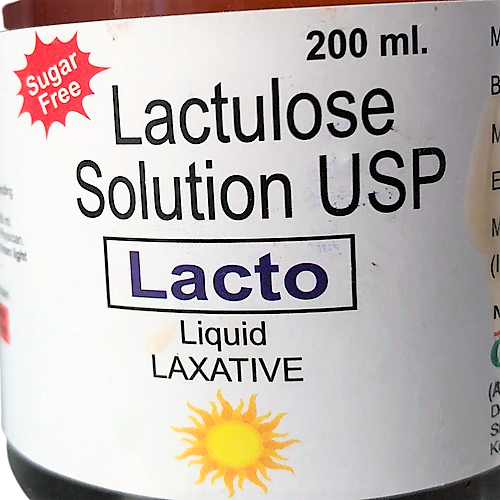 200 ml.
Sugar
Free
Lactulose
Solution USP
Lacto
Liquid
LAXATIVE